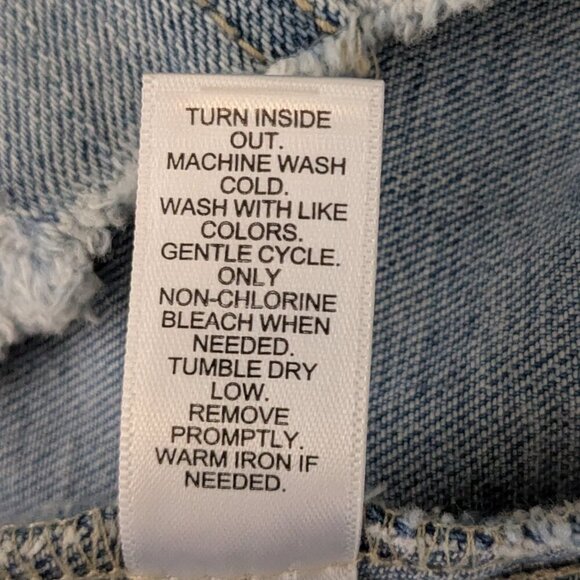 TURN INSIDE
OUT.
MACHINE WASH
COLD.
WASH WITH LIKE
COLORS.
GENTLE CYCLE.
ONLY
NON-CHLORINE
BLEACH WHEN
NEEDED.
TUMBLE DRY
LOW.
REMOVE
PROMPTLY.
WARM IRON IF
NEEDED.